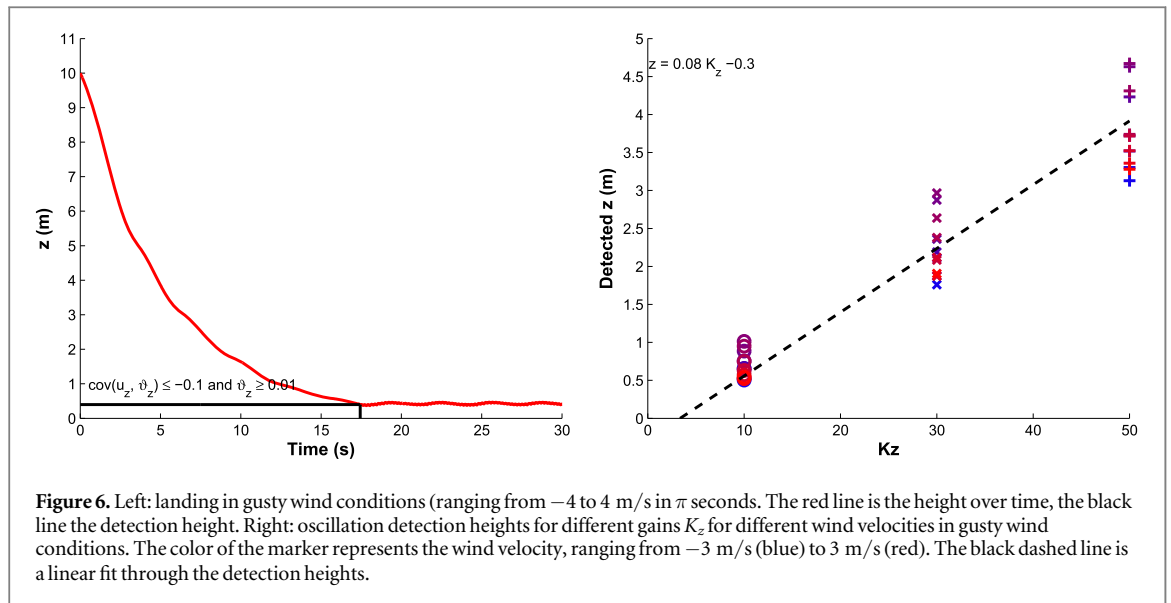 11
10
9
8
7
6
5
4
3
2
1
0
z (m)
cov(u_z, ϑ_z) ≤ −0.1 and ϑ_z ≥ 0.01
0 5 10 15 20 25 30
Time (s)
5
4.5
4
3.5
3
2.5
2
1.5
1
0.5
0
Detected z (m)
z = 0.08 K_z −0.3
0 10 20 30 40 50
Kz
Figure 6. Left: landing in gusty wind conditions (ranging from −4 to 4 m/s in π seconds. The red line is the height over time, the black
line the detection height. Right: oscillation detection heights for different gains K_z for different wind velocities in gusty wind
conditions. The color of the marker represents the wind velocity, ranging from −3 m/s (blue) to 3 m/s (red). The black dashed line is
a linear fit through the detection heights.